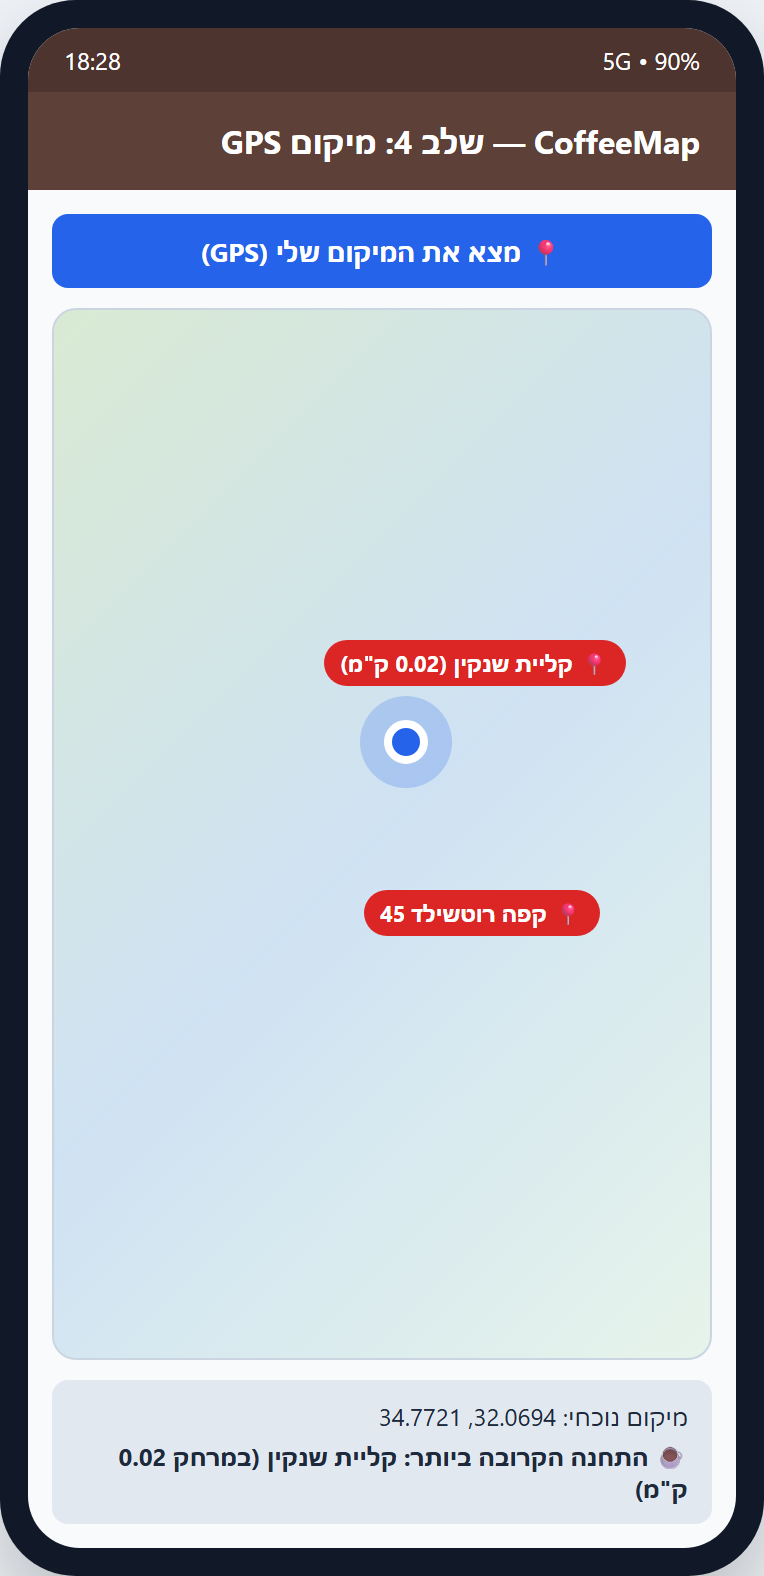 18:28
5G • 90%
CoffeeMap — שלב 4: מיקום GPS
📍 מצא את המיקום שלי (GPS)
📍 קליית שנקין (0.02 ק"מ)
📍 קפה רוטשילד 45
מיקום נוכחי: 32.0694, 34.7721
☕ התחנה הקרובה ביותר: קליית שנקין (במרחק 0.02
ק"מ)